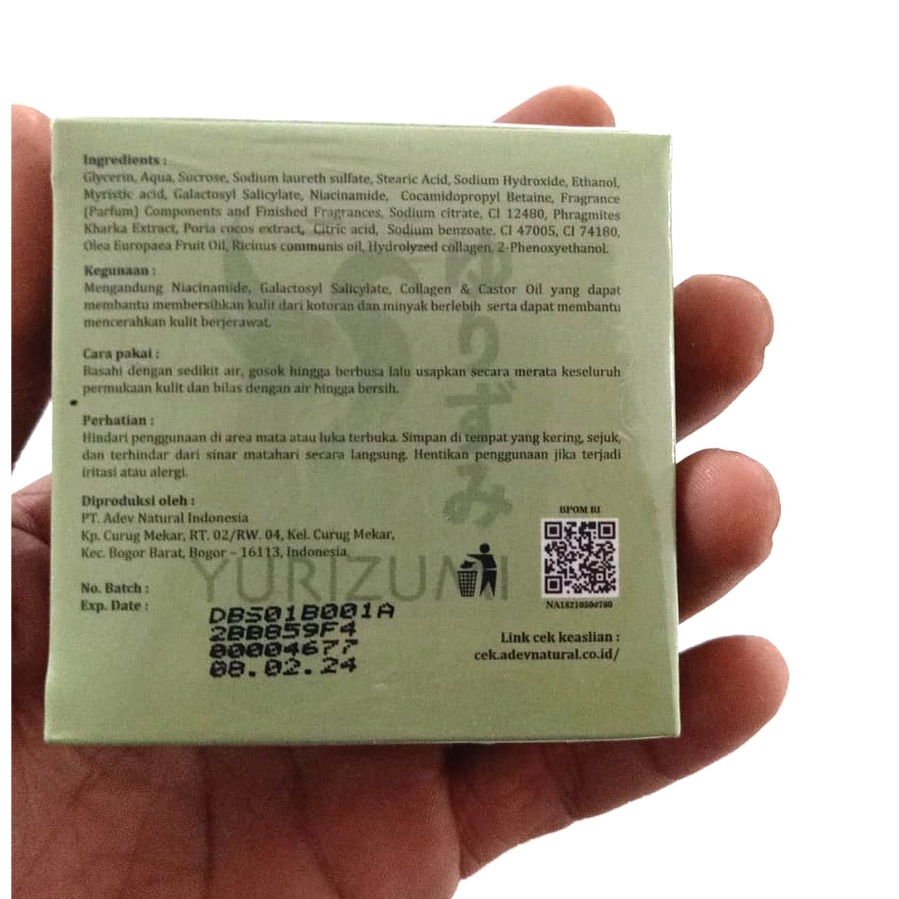 Ingredients :
Glycerin, Aqua, Sucrose, Sodium laureth sulfate, Stearic Acid, Sodium Hydroxide, Ethanol,
Myristic acid, Galactosyl Salicylate, Niacinamide, Cocamidopropyl Betaine, Fragrance
(Parfum) Components and Finished Fragrances, Sodium citrate, CI 12480, Phragmites
Kharka Extract, Poria cocos extract, Citric acid, Sodium benzoate, CI 47005, CI 74180,
Olea Europaea Fruit Oil, Ricinus communis oil, Hydrolyzed collagen, 2-Phenoxyethanol.
Kegunaan :
Mengandung Niacinamide, Galactosyl Salicylate, Collagen & Castor Oil yang dapat
membantu membersihkan kulit dari kotoran dan minyak berlebih serta dapat membantu
mencerahkan kulit berjerawat.
Cara pakai :
Basahi dengan sedikit air, gosok hingga berbusa lalu usapkan secara merata keseluruh
permukaan kulit dan bilas dengan air hingga bersih.
Perhatian :
Hindari penggunaan di area mata atau luka terbuka. Simpan di tempat yang kering, sejuk,
dan terhindar dari sinar matahari secara langsung. Hentikan penggunaan jika terjadi
iritasi atau alergi.
Diproduksi oleh :
PT. Adev Natural Indonesia
Kp. Curug Mekar, RT. 02/RW. 04, Kel. Curug Mekar,
Kec. Bogor Barat, Bogor – 16113, Indonesia.
No. Batch :
Exp. Date :
DBS01B001A
2BB859F4
00004677
08.02.24
ゆりずみ
YURIZUMI
BPOM RI
Link cek keaslian :
cek.adevnatural.co.id/